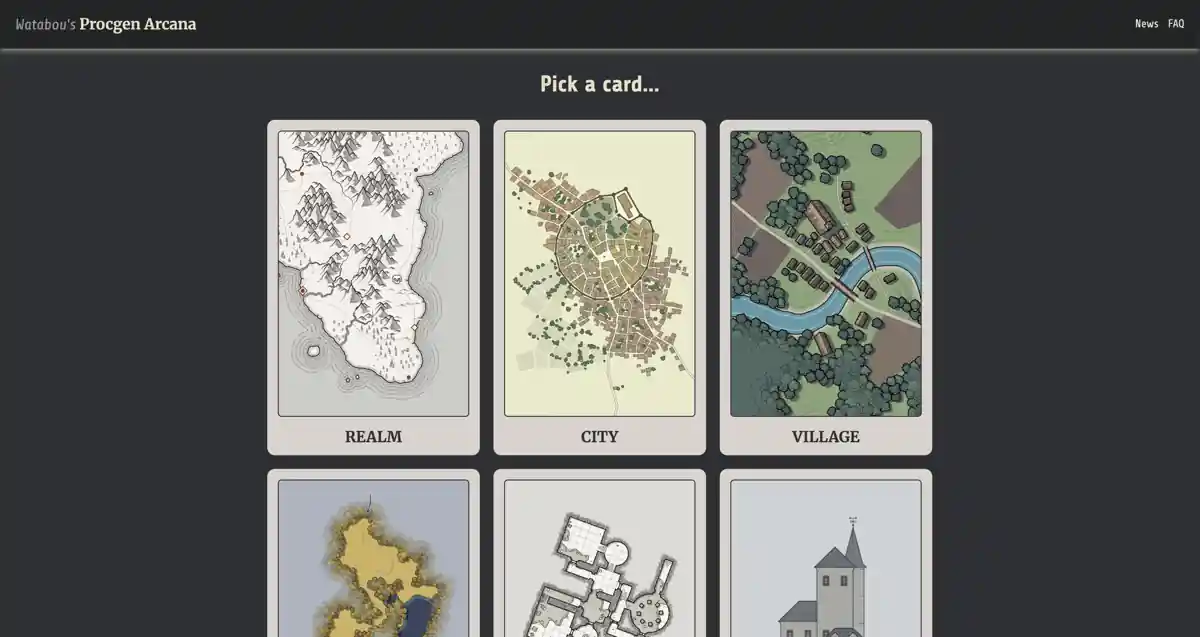 Watabou's Procgen Arcana
News FAQ
Pick a card...
REALM
CITY
VILLAGE